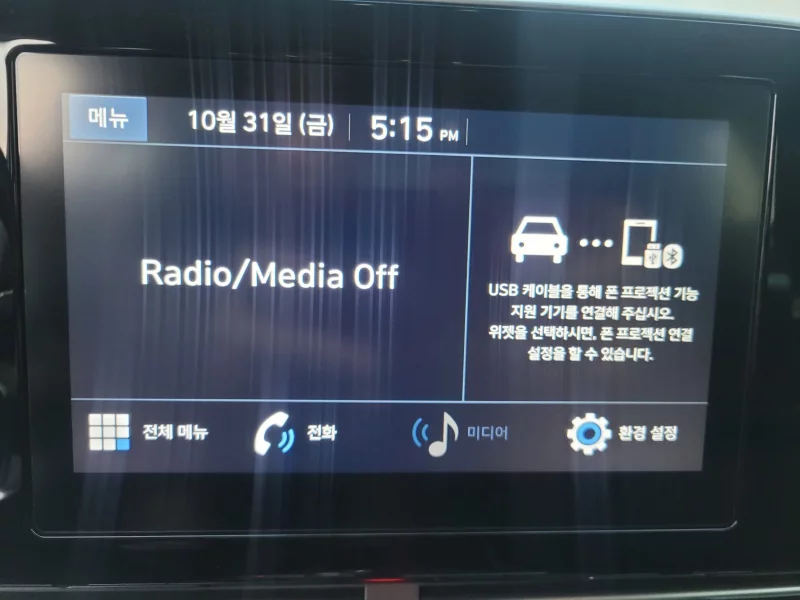 메뉴
10월 31일 (금)
5:15 PM
Radio/Media Off
USB 케이블을 통해 폰 프로젝션 기능
지원 기기를 연결해 주십시오.
위젯을 선택하시면, 폰 프로젝션 연결
설정을 할 수 있습니다.
전체 메뉴
전화
미디어
환경 설정